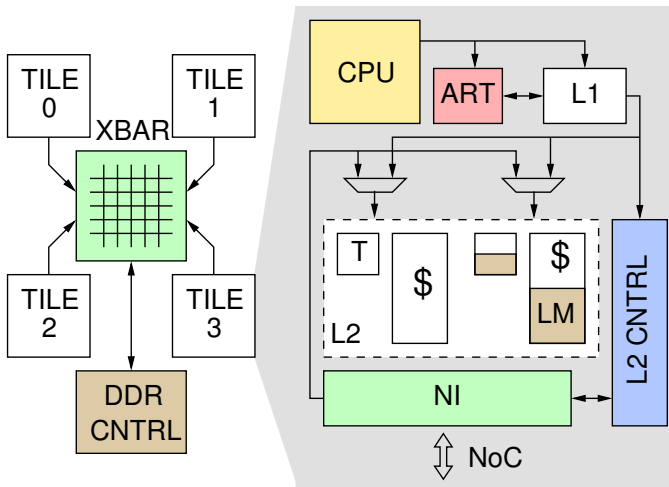 TILE
0
TILE
1
XBAR
TILE
2
TILE
3
DDR
CNTRL
CPU
ART
L1
T
$
$
LM
L2
L2 CNTRL
NI
NoC